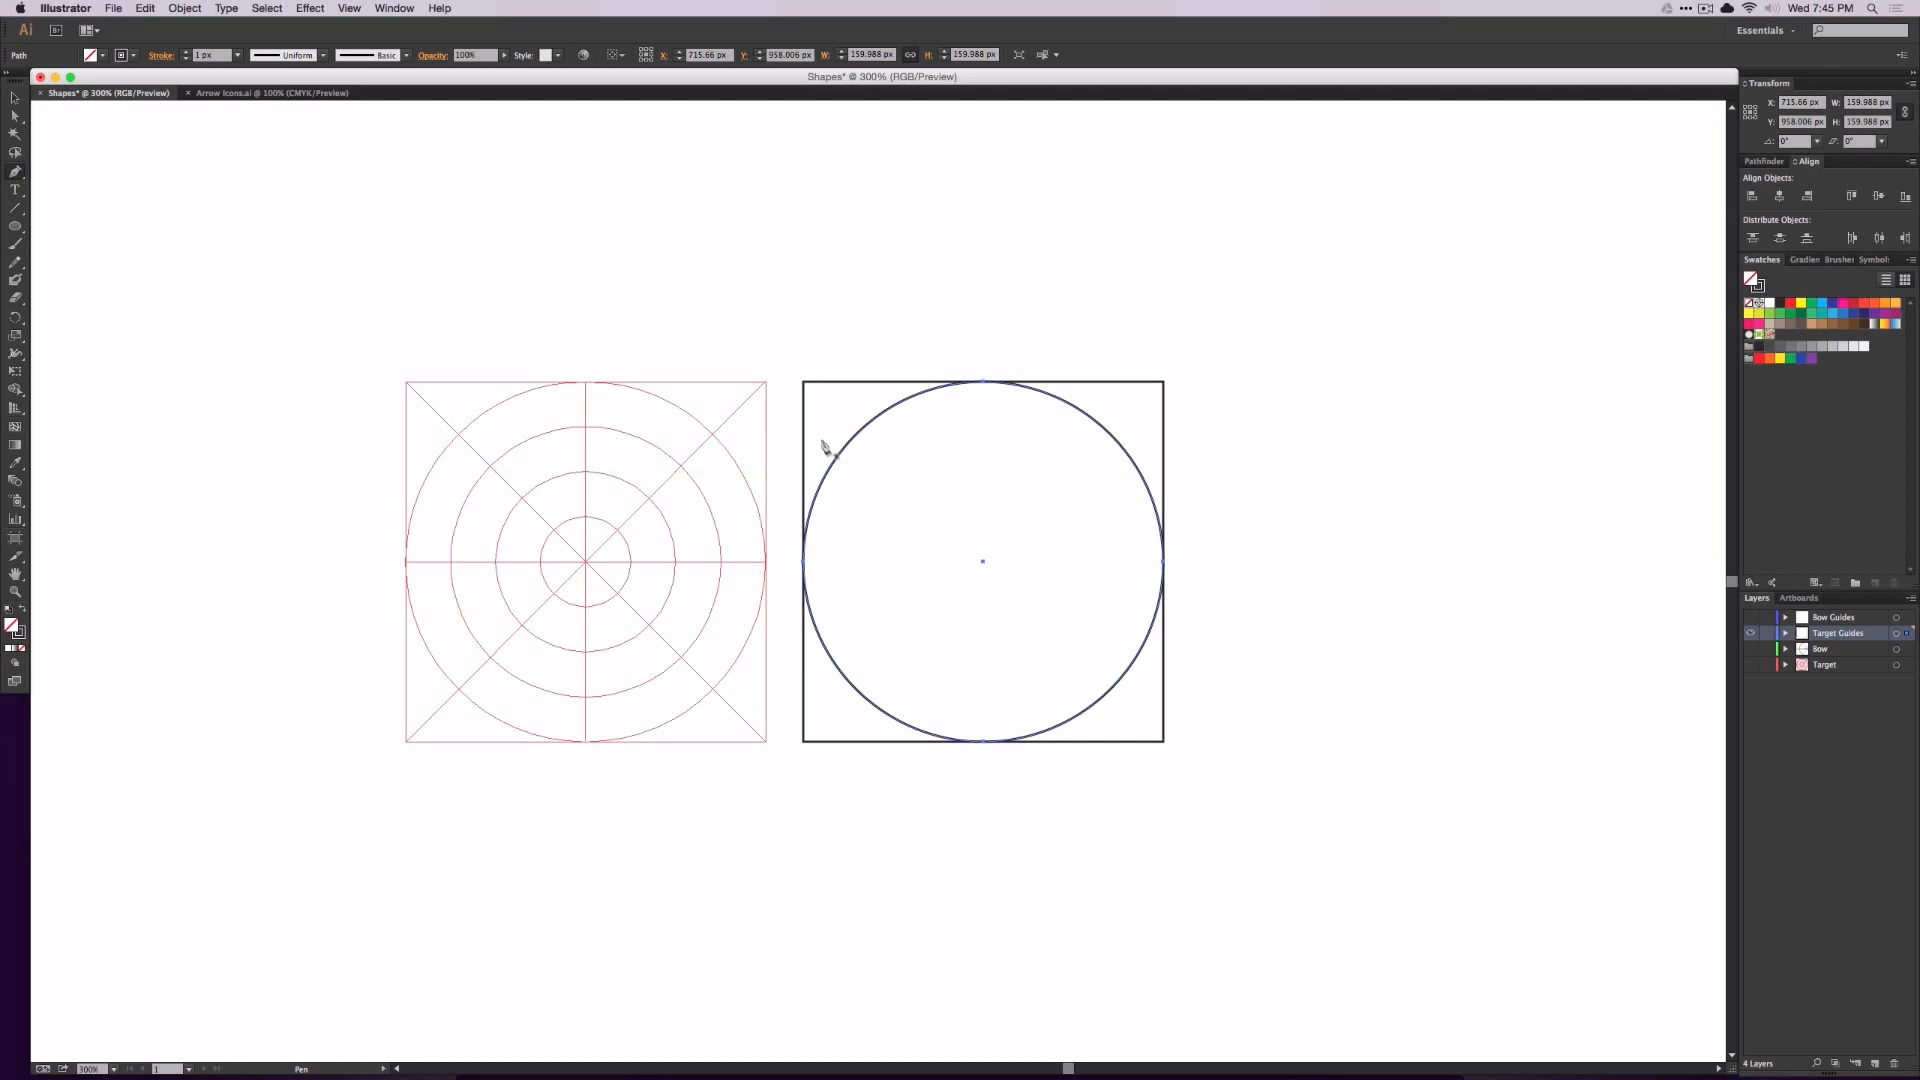 Illustrator File Edit Object Type Select Effect View Window Help Wed 7:45 PM
Ai Br Essentials
Path Stroke: 1 px Uniform Basic Opacity: 100% Style: X: 715.66 px Y: 958.006 px W: 159.988 px H: 159.988 px
Shapes* @ 300% (RGB/Preview)
Shapes* @ 300% (RGB/Preview) Arrow Icons.ai @ 100% (CMYK/Preview)
Transform
X: 715.66 px W: 159.988 px
Y: 958.006 px H: 159.988 px
0° 0°
Pathfinder Align
Align Objects:
Distribute Objects:
Swatches Gradien Brushes Symbol
Layers Artboards
Bow Guides
Target Guides
Bow
Target
4 Layers
300% 1 Pen